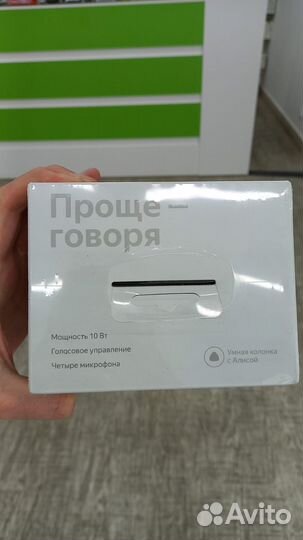 Проще
говоря
Мощность 10 Вт
Голосовое управление
Четыре микрофона
Умная колонка
с Алисой
Avito